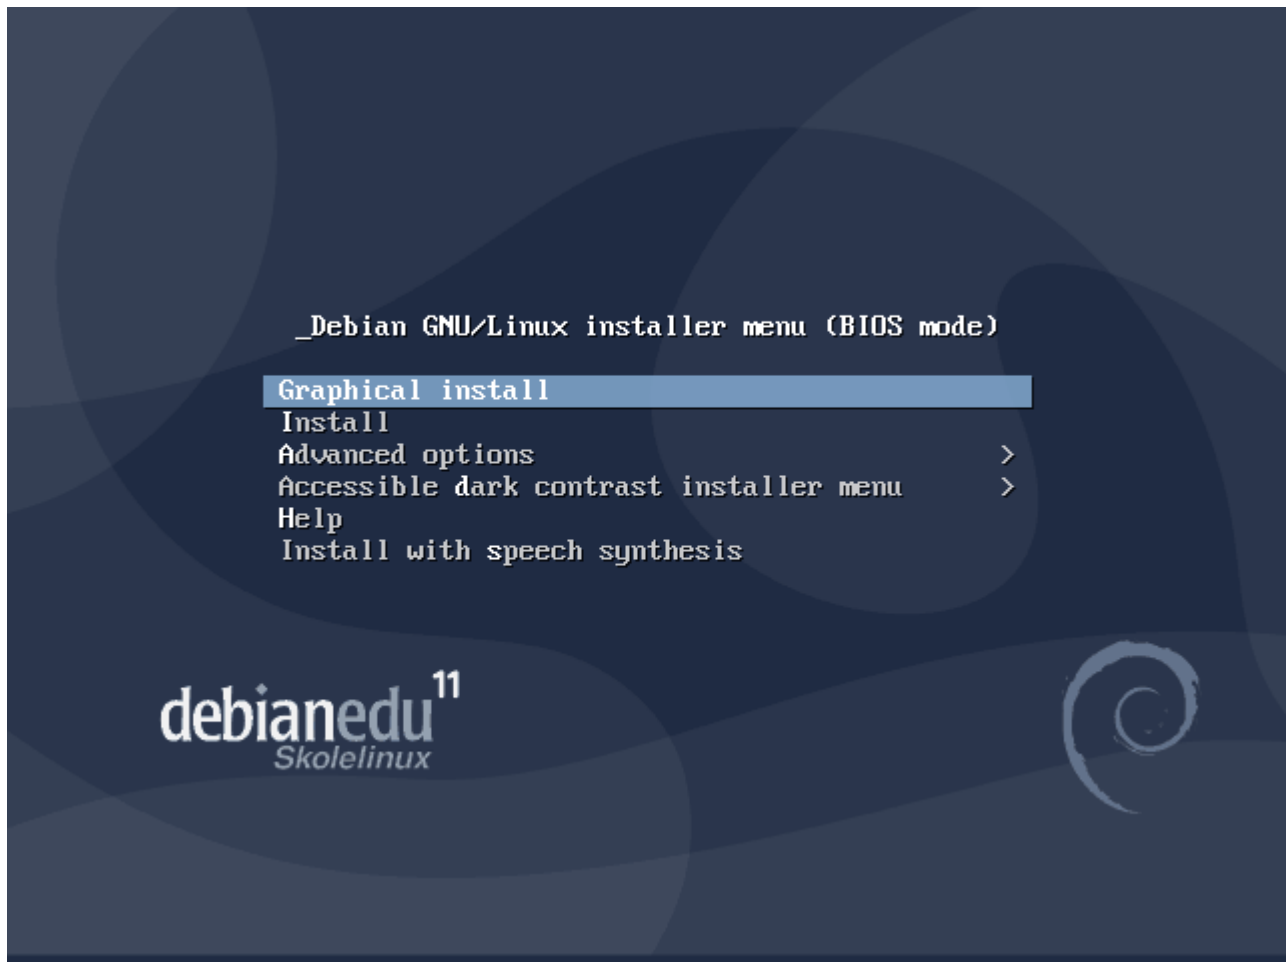 _Debian GNU/Linux installer menu (BIOS mode)
Graphical install
Install
Advanced options >
Accessible dark contrast installer menu >
Help
Install with speech synthesis
debianedu 11
Skolelinux